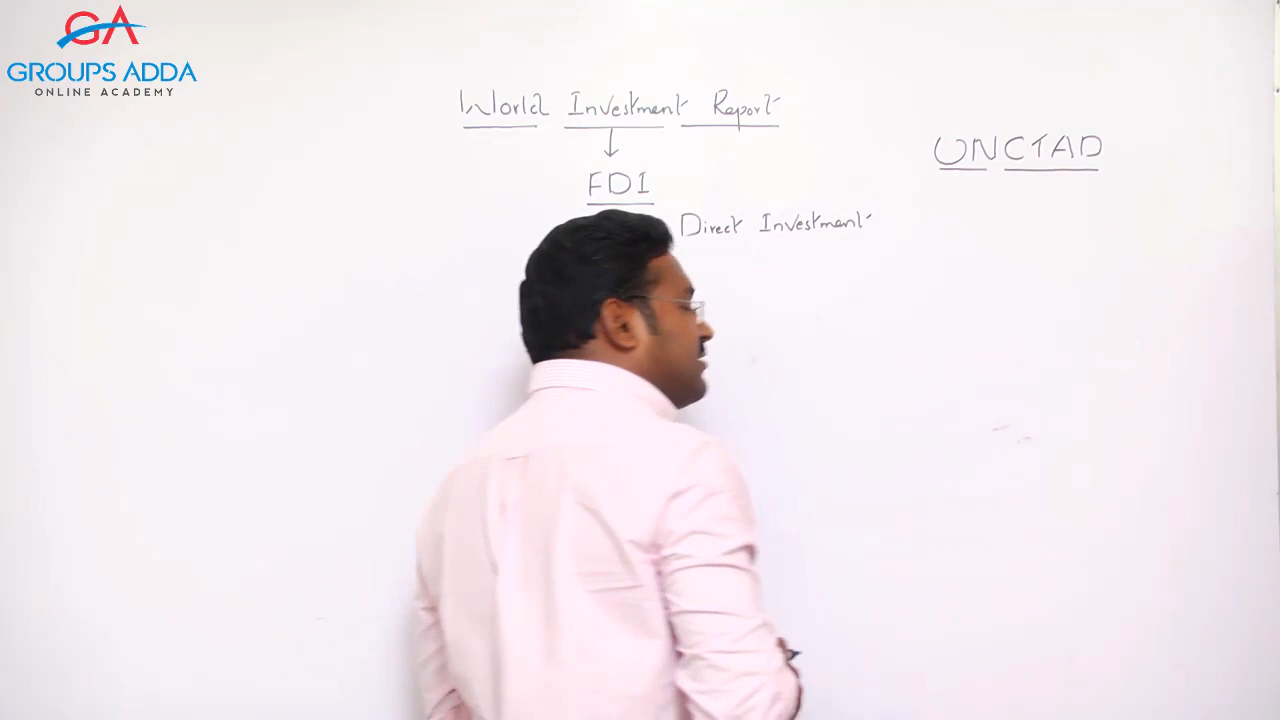 GA
GROUPS ADDA
ONLINE ACADEMY
World Investment Report
UNCTAD
FDI
Direct Investment